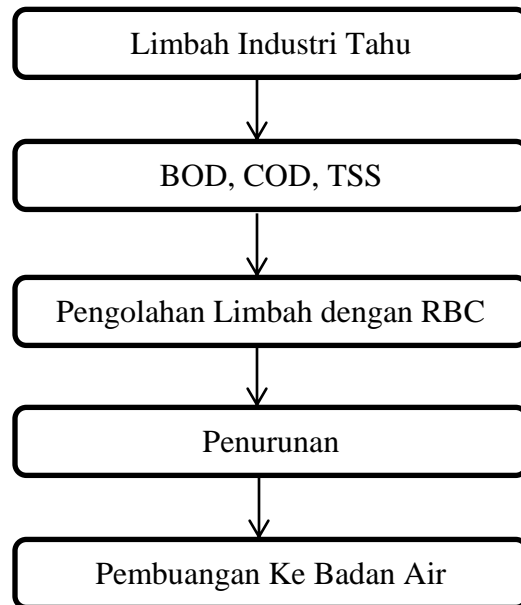 Limbah Industri Tahu
BOD, COD, TSS
Pengolahan Limbah dengan RBC
Penurunan
Pembuangan Ke Badan Air